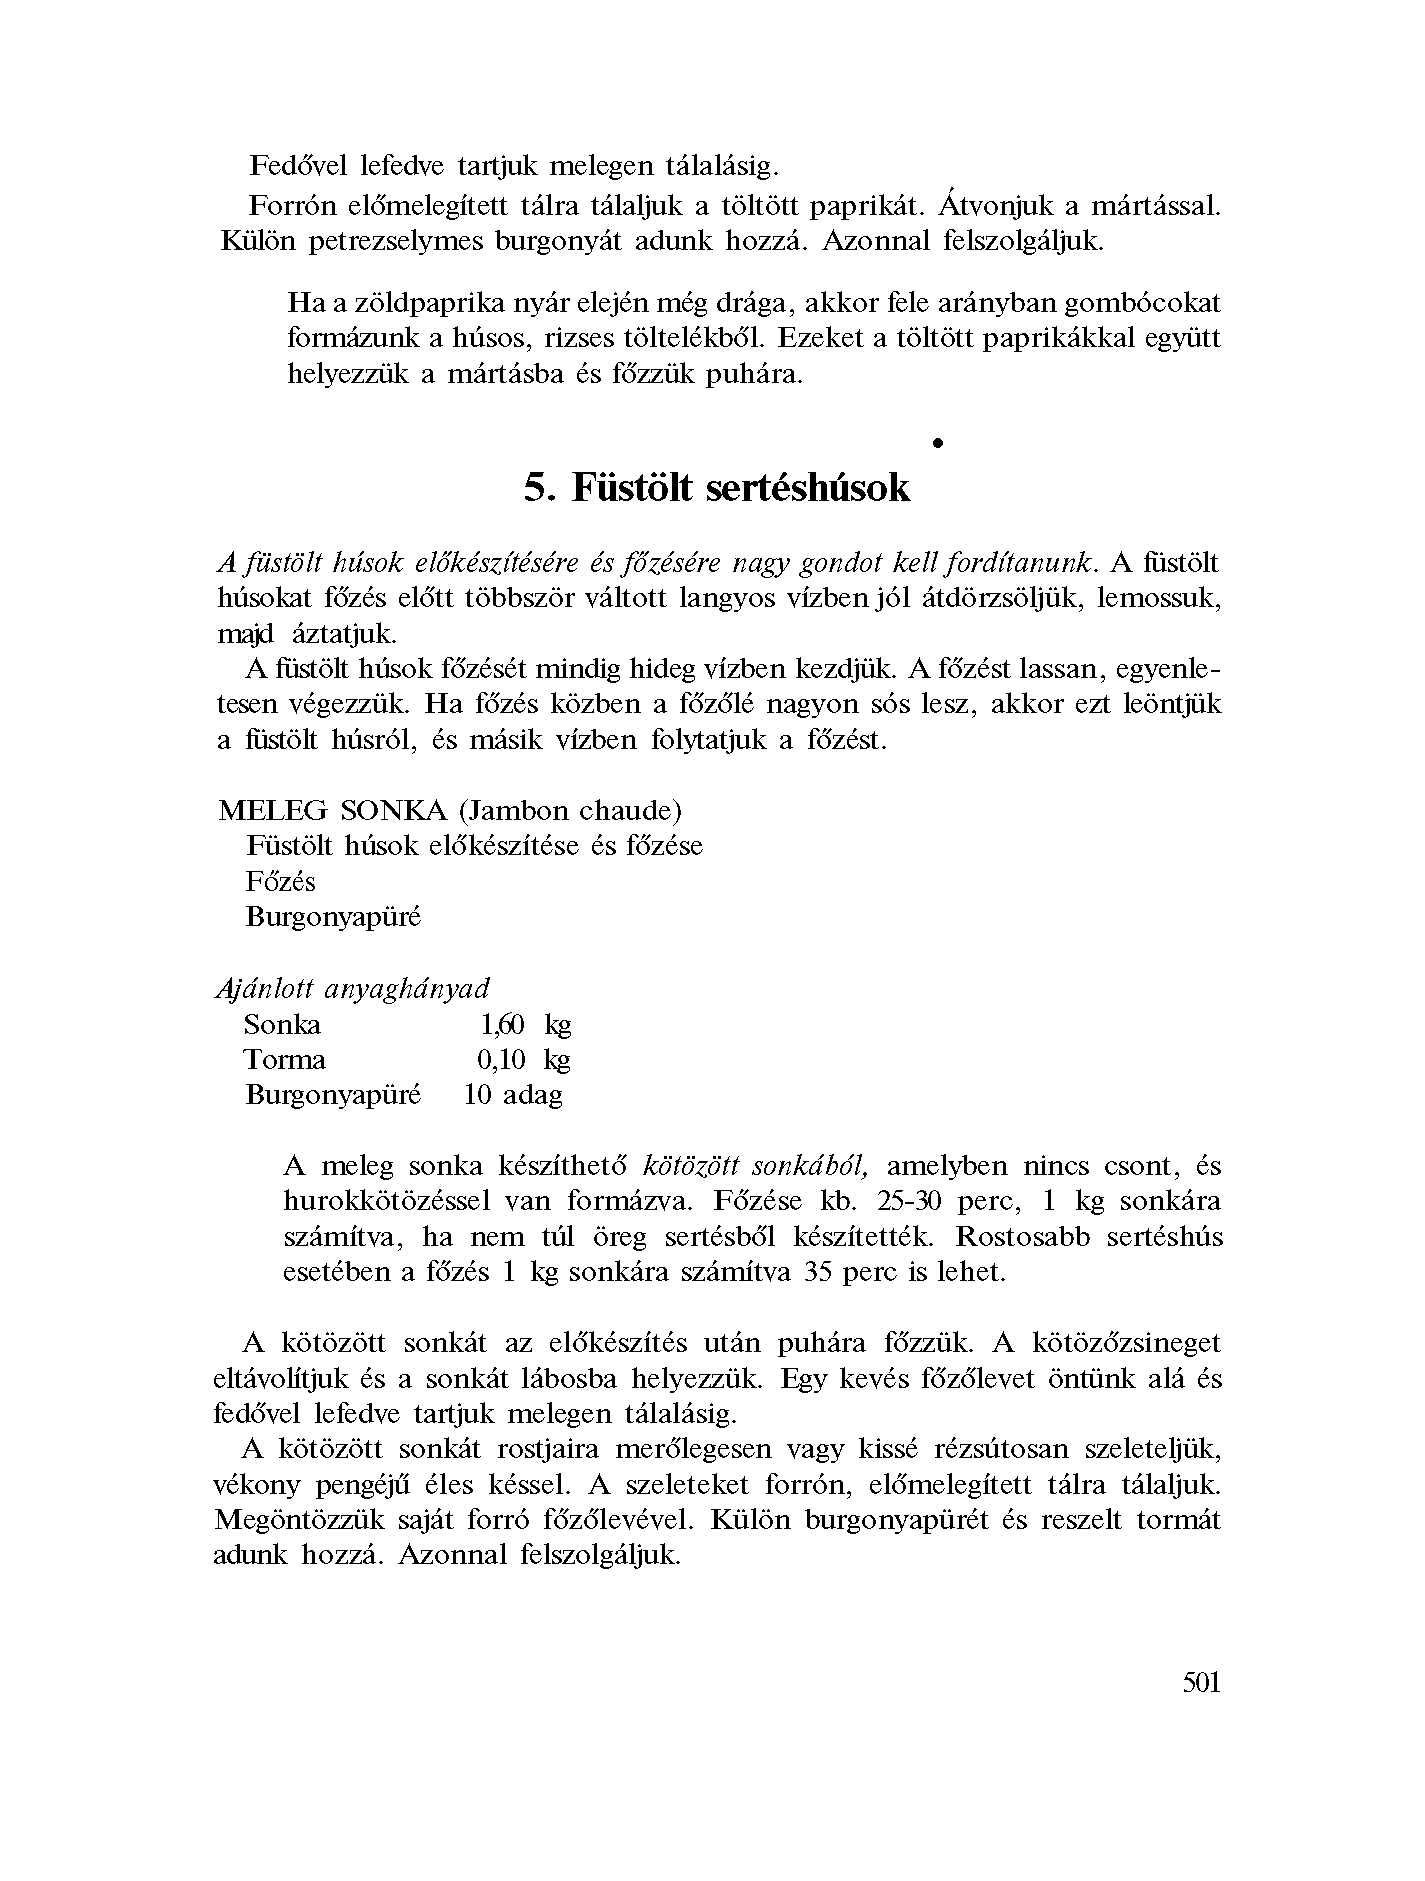 Fedővel lefedve tartjuk melegen tálalásig.
Forrón előmelegített tálra tálaljuk a töltött paprikát. Átvonjuk a mártással.
Külön petrezselymes burgonyát adunk hozzá. Azonnal felszolgáljuk.
Ha a zöldpaprika nyár elején még drága, akkor fele arányban gombócokat
formázunk a húsos, rizses töltelékből. Ezeket a töltött paprikákkal együtt
helyezzük a mártásba és főzzük puhára.
•
5. Füstölt sertéshúsok
A füstölt húsok előkészítésére és főzésére nagy gondot kell fordítanunk. A füstölt
húsokat főzés előtt többször váltott langyos vízben jól átdörzsöljük, lemossuk,
majd áztatjuk.
A füstölt húsok főzését mindig hideg vízben kezdjük. A főzést lassan, egyenle-
tesen végezzük. Ha főzés közben a főzőlé nagyon sós lesz, akkor ezt leöntjük
a füstölt húsról, és másik vízben folytatjuk a főzést.
MELEG SONKA (Jambon chaude)
Füstölt húsok előkészítése és főzése
Főzés
Burgonyapüré
Ajánlott anyaghányad
Sonka 1,60 kg
Torma 0,10 kg
Burgonyapüré 10 adag
A meleg sonka készíthető kötözött sonkából, amelyben nincs csont, és
hurokkötözéssel van formázva. Főzése kb. 25-30 perc, 1 kg sonkára
számítva, ha nem túl öreg sertésből készítették. Rostosabb sertéshús
esetében a főzés 1 kg sonkára számítva 35 perc is lehet.
A kötözött sonkát az előkészítés után puhára főzzük. A kötözőzsineget
eltávolítjuk és a sonkát lábosba helyezzük. Egy kevés főzőlevet öntünk alá és
fedővel lefedve tartjuk melegen tálalásig.
A kötözött sonkát rostjaira merőlegesen vagy kissé rézsútosan szeleteljük,
vékony pengéjű éles késsel. A szeleteket forrón, előmelegített tálra tálaljuk.
Megöntözzük saját forró főzőlevével. Külön burgonyapürét és reszelt tormát
adunk hozzá. Azonnal felszolgáljuk.
501